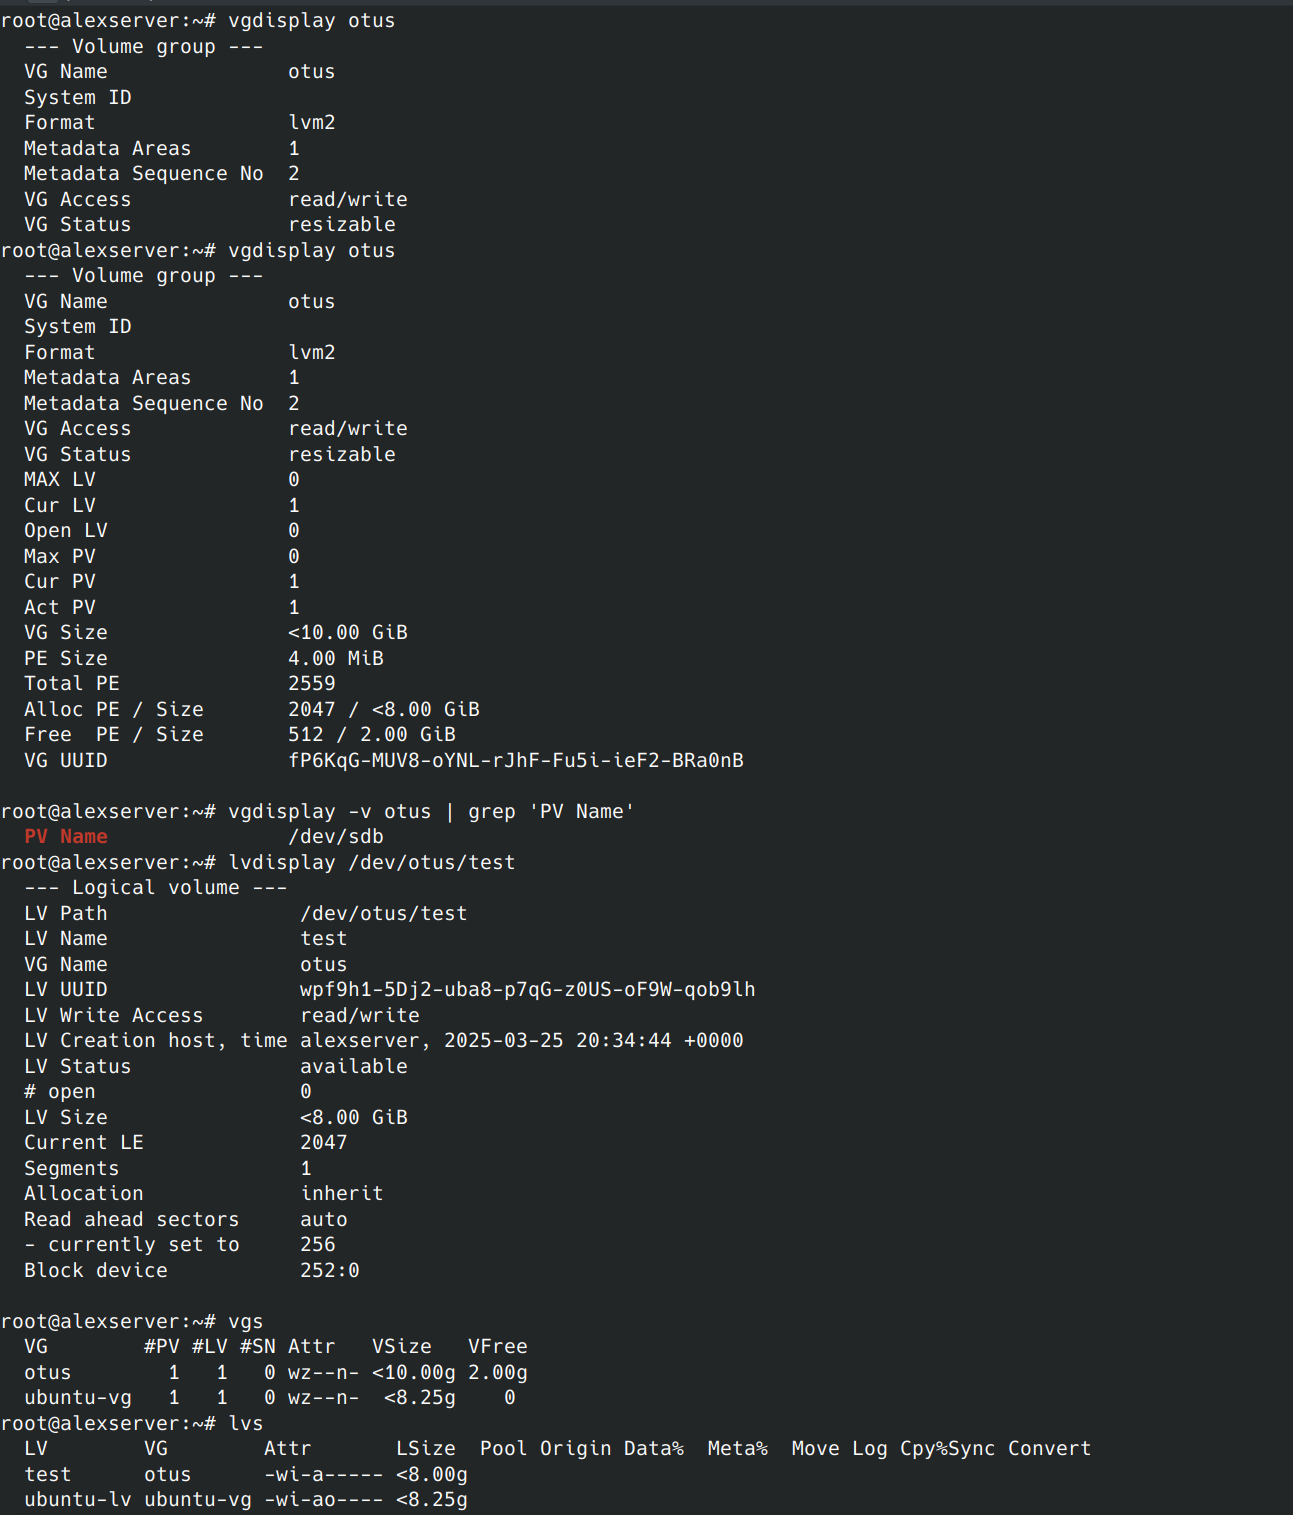 root@alexserver:~# vgdisplay otus
  --- Volume group ---
  VG Name               otus
  System ID
  Format                lvm2
  Metadata Areas        1
  Metadata Sequence No  2
  VG Access             read/write
  VG Status             resizable
root@alexserver:~# vgdisplay otus
  --- Volume group ---
  VG Name               otus
  System ID
  Format                lvm2
  Metadata Areas        1
  Metadata Sequence No  2
  VG Access             read/write
  VG Status             resizable
  MAX LV                0
  Cur LV                1
  Open LV               0
  Max PV                0
  Cur PV                1
  Act PV                1
  VG Size               <10.00 GiB
  PE Size               4.00 MiB
  Total PE              2559
  Alloc PE / Size       2047 / <8.00 GiB
  Free  PE / Size       512 / 2.00 GiB
  VG UUID               fP6KqG-MUV8-oYNL-rJhF-Fu5i-ieF2-BRa0nB
root@alexserver:~# vgdisplay -v otus | grep 'PV Name'
  PV Name               /dev/sdb
root@alexserver:~# lvdisplay /dev/otus/test
  --- Logical volume ---
  LV Path                /dev/otus/test
  LV Name                test
  VG Name                otus
  LV UUID                wpf9h1-5Dj2-uba8-p7qG-z0US-oF9W-qob9lh
  LV Write Access        read/write
  LV Creation host, time alexserver, 2025-03-25 20:34:44 +0000
  LV Status              available
  # open                 0
  LV Size                <8.00 GiB
  Current LE             2047
  Segments               1
  Allocation             inherit
  Read ahead sectors     auto
  - currently set to     256
  Block device           252:0
root@alexserver:~# vgs
  VG        #PV #LV #SN Attr   VSize   VFree
  otus        1   1   0 wz--n- <10.00g 2.00g
  ubuntu-vg   1   1   0 wz--n-  <8.25g    0
root@alexserver:~# lvs
  LV        VG        Attr       LSize  Pool Origin Data%  Meta%  Move Log Cpy%Sync Convert
  test      otus      -wi-a----- <8.00g
  ubuntu-lv ubuntu-vg -wi-ao---- <8.25g